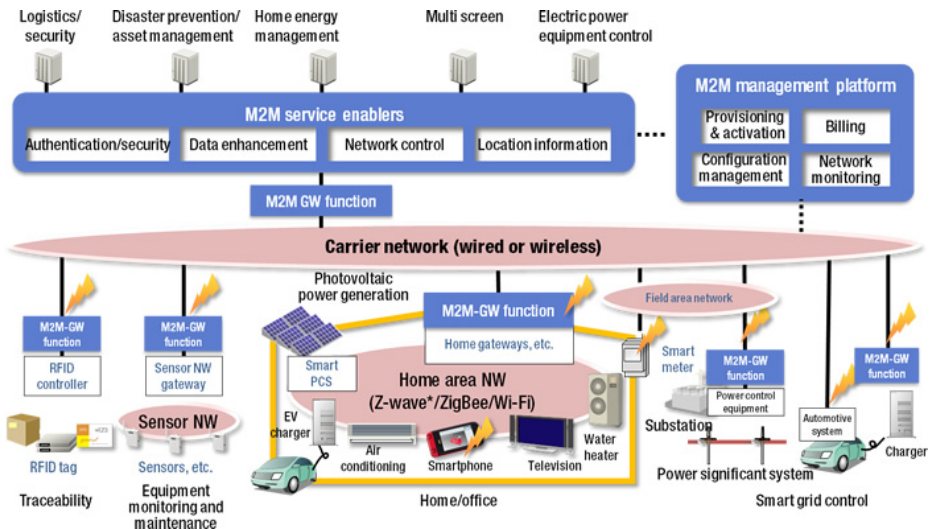 Logistics/
security
Disaster prevention/
asset management
Home energy
management
Multi screen
Electric power
equipment control
M2M service enablers
Authentication/security
Data enhancement
Network control
Location information
M2M management platform
Provisioning
& activation
Billing
Configuration
management
Network
monitoring
M2M GW function
Carrier network (wired or wireless)
M2M-GW
function
RFID
controller
RFID tag
Traceability
M2M-GW
function
Sensor NW
gateway
Sensor NW
Sensors, etc.
Equipment
monitoring and
maintenance
Photovoltaic
power generation
M2M-GW function
Home gateways, etc.
Smart
PCS
Home area NW
(Z-wave*/ZigBee/Wi-Fi)
EV
charger
Air
conditioning
Smartphone
Television
Water
heater
Home/office
Field area network
Smart
meter
M2M-GW
function
Power control
equipment
Substation
Power significant system
M2M-GW
function
Automotive
system
Charger
Smart grid control